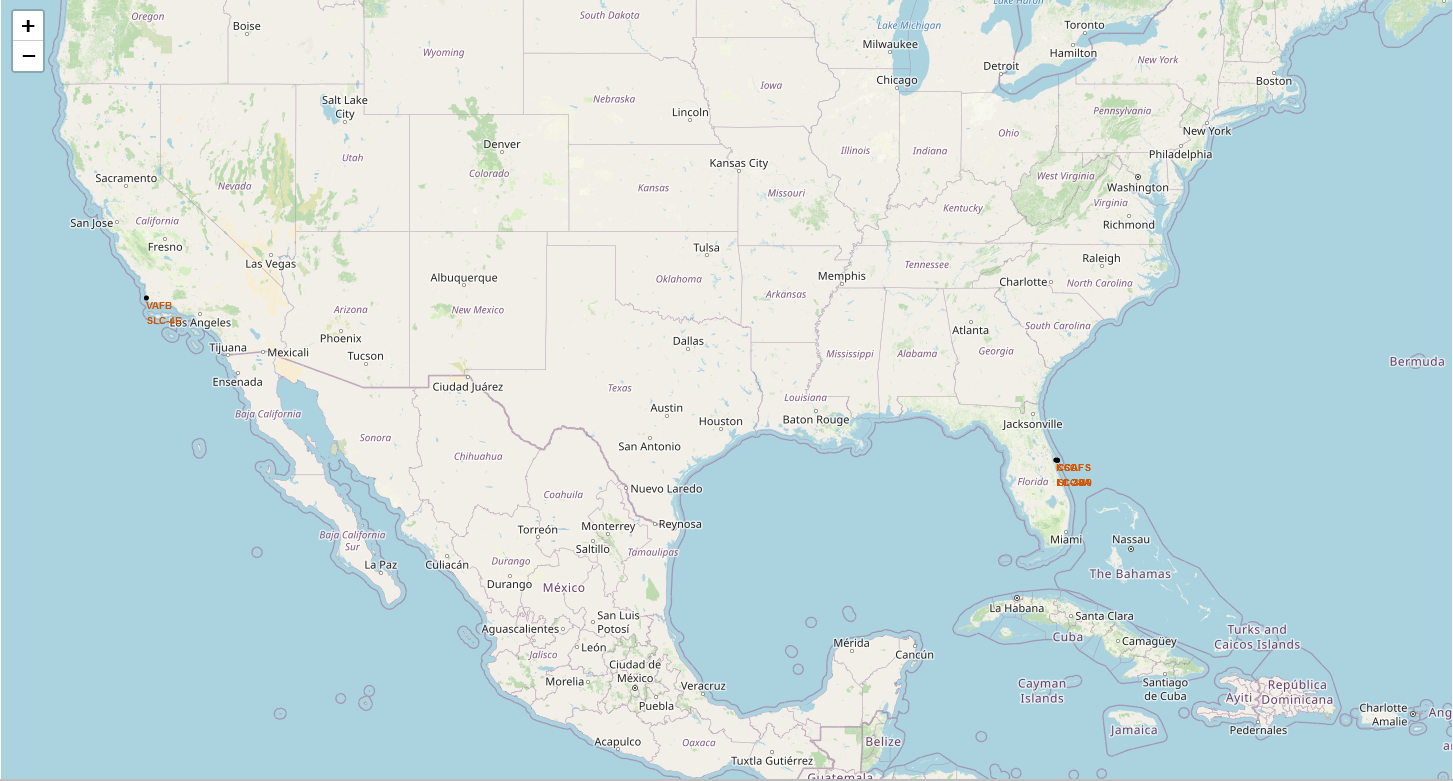 +
−
Oregon
Boise
Wyoming
South Dakota
Lake Michigan
Milwaukee
Toronto
Hamilton
Detroit
New York
Boston
Chicago
Iowa
Nebraska
Lincoln
Salt Lake
City
Pennsylvania
New York
Philadelphia
Ohio
Indiana
Illinois
Denver
Colorado
Utah
Kansas City
Kansas
Missouri
Sacramento
Nevada
California
San Jose
Fresno
Las Vegas
West Virginia
Washington
Virginia
Richmond
Kentucky
Tulsa
Oklahoma
Albuquerque
New Mexico
Arizona
Memphis
Tennessee
Arkansas
Raleigh
Charlotte
North Carolina
South Carolina
VAFB
Los Angeles
Tijuana
Mexicali
Phoenix
Tucson
Dallas
Atlanta
Georgia
Alabama
Mississippi
Bermuda
Ensenada
Ciudad Juárez
Texas
Louisiana
Baja California
Austin
Houston
Baton Rouge
Jacksonville
Sonora
Chihuahua
San Antonio
Florida
Coahuila
Nuevo Laredo
Torreón
Monterrey
Reynosa
Saltillo
Tamaulipas
Miami
Nassau
The Bahamas
Baja California
Sur
La Paz
Culiacán
Durango
Durango
México
La Habana
Santa Clara
Cuba
Camagüey
Turks and
Caicos Islands
San Luis
Potosí
Aguascalientes
León
Jalisco
Mérida
Cancún
Ciudad de
México
Morelia
Puebla
Veracruz
Cayman
Islands
Santiago
de Cuba
Ayiti
República
Dominicana
Charlotte
Amalie
Jamaica
Pedernales
Acapulco
Oaxaca
Tuxtla Gutiérrez
Belize
Guatemala